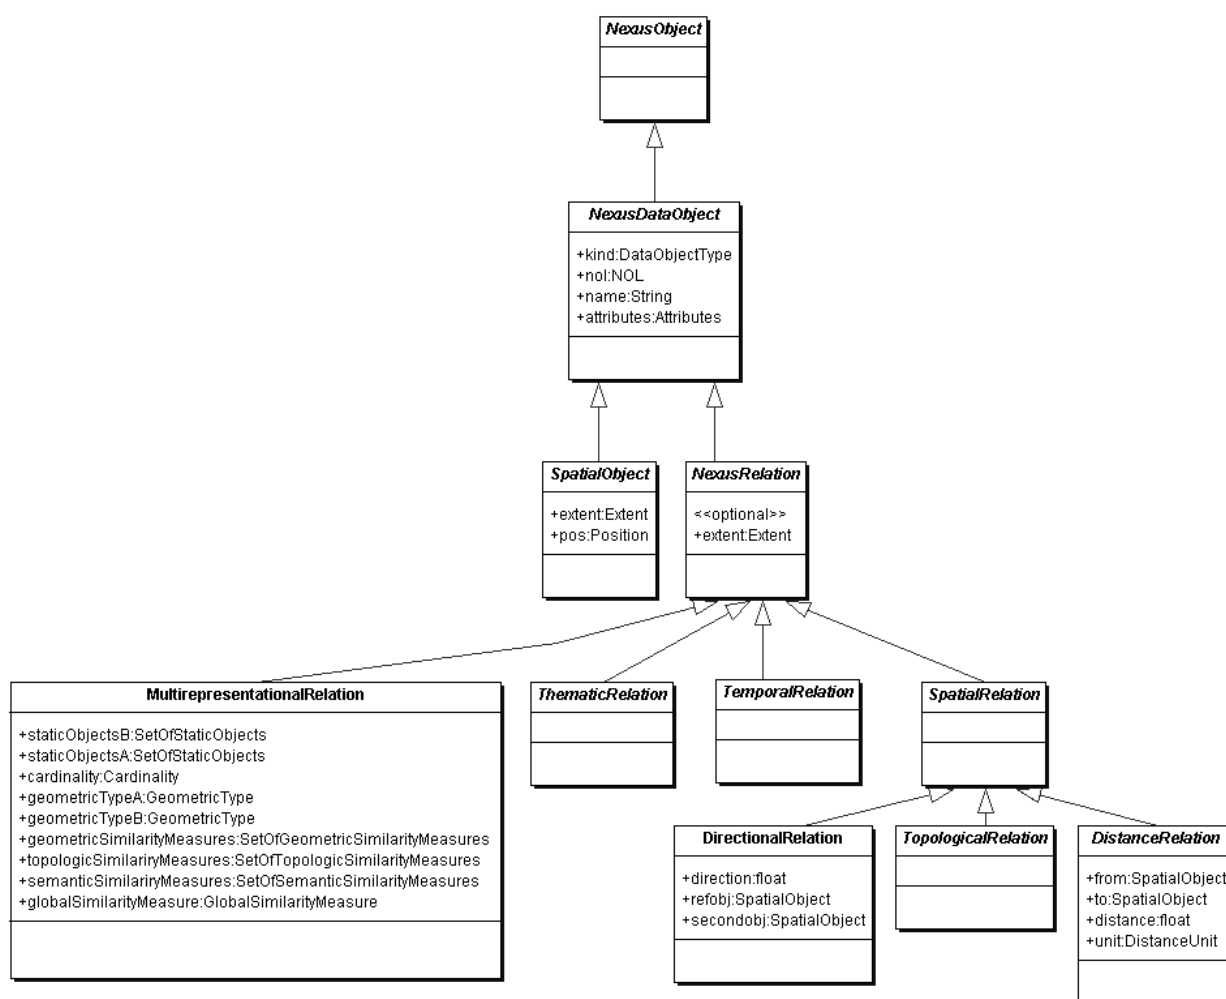 NexusObject
NexusDataObject
+kind:DataObjectType
+nol:NOL
+name:String
+attributes:Attributes
SpatialObject
+extent:Extent
+pos:Position
NexusRelation
<<optional>>
+extent:Extent
MultirepresentationalRelation
+staticObjectsB:SetOfStaticObjects
+staticObjectsA:SetOfStaticObjects
+cardinality:Cardinality
+geometricTypeA:GeometricType
+geometricTypeB:GeometricType
+geometricSimilarityMeasures:SetOfGeometricSimilarityMeasures
+topologicSimilariryMeasures:SetOfTopologicSimilarityMeasures
+semanticSimilariryMeasures:SetOfSemanticSimilarityMeasures
+globalSimilarityMeasure:GlobalSimilarityMeasure
ThematicRelation
TemporalRelation
SpatialRelation
DirectionalRelation
+direction:float
+refobj:SpatialObject
+secondobj:SpatialObject
TopologicalRelation
DistanceRelation
+from:SpatialObject
+to:SpatialObject
+distance:float
+unit:DistanceUnit